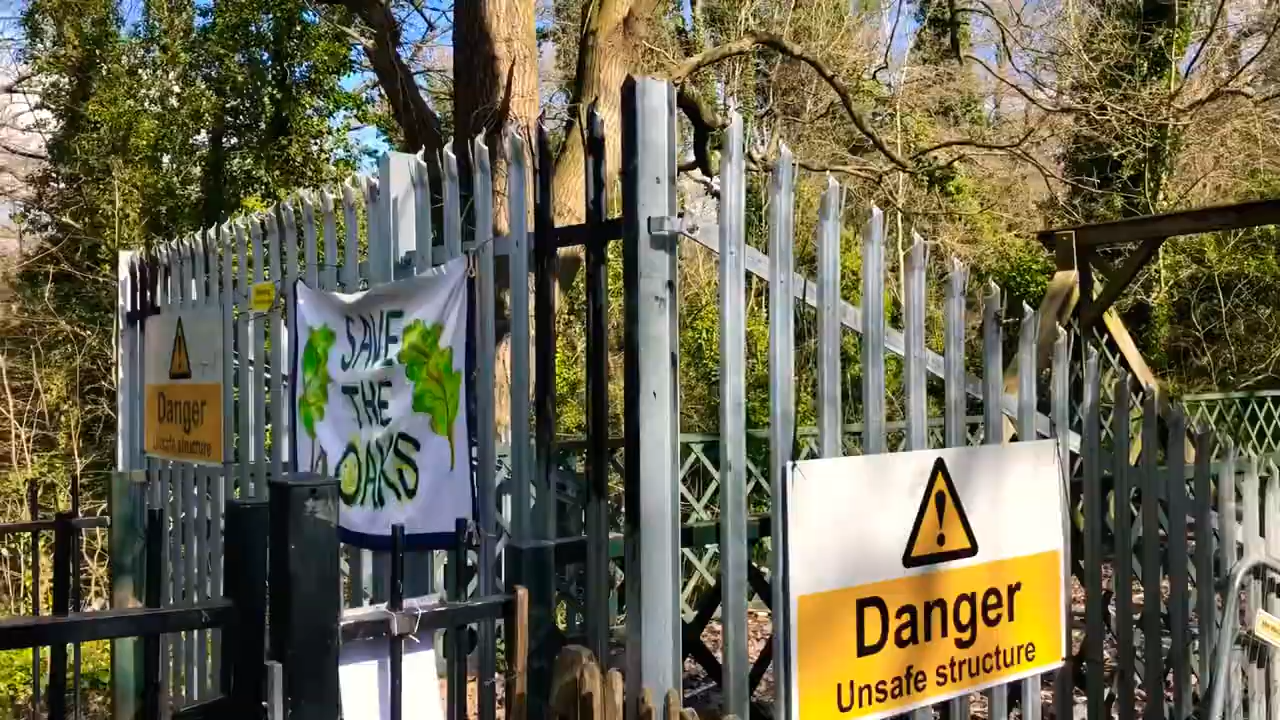 Danger
Unsafe structure
SAVE
THE
OAKS
Danger
Unsafe structure